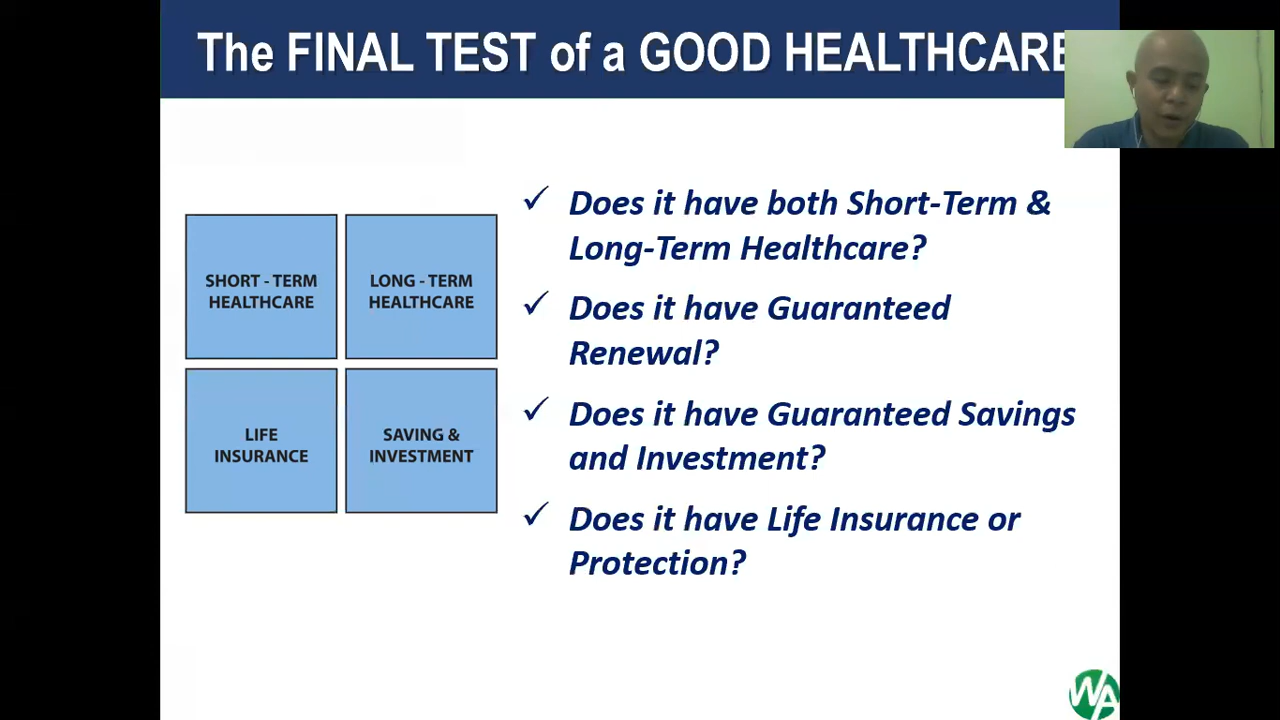 The FINAL TEST of a GOOD HEALTHCARE
SHORT - TERM
HEALTHCARE
LONG - TERM
HEALTHCARE
LIFE
INSURANCE
SAVING &
INVESTMENT
✓ Does it have both Short-Term &
Long-Term Healthcare?
✓ Does it have Guaranteed
Renewal?
✓ Does it have Guaranteed Savings
and Investment?
✓ Does it have Life Insurance or
Protection?
WA